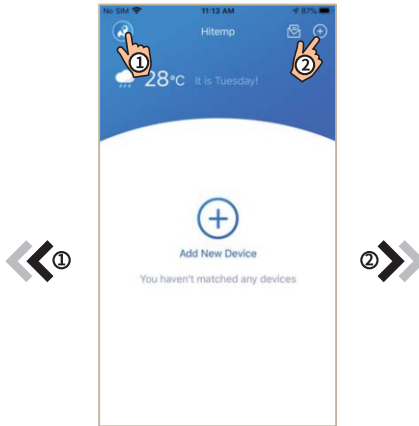 No SIM 11:13 AM 87%
Hitemp
① ②
28°C It is Tuesday!
① ②
Add New Device
You haven't matched any devices